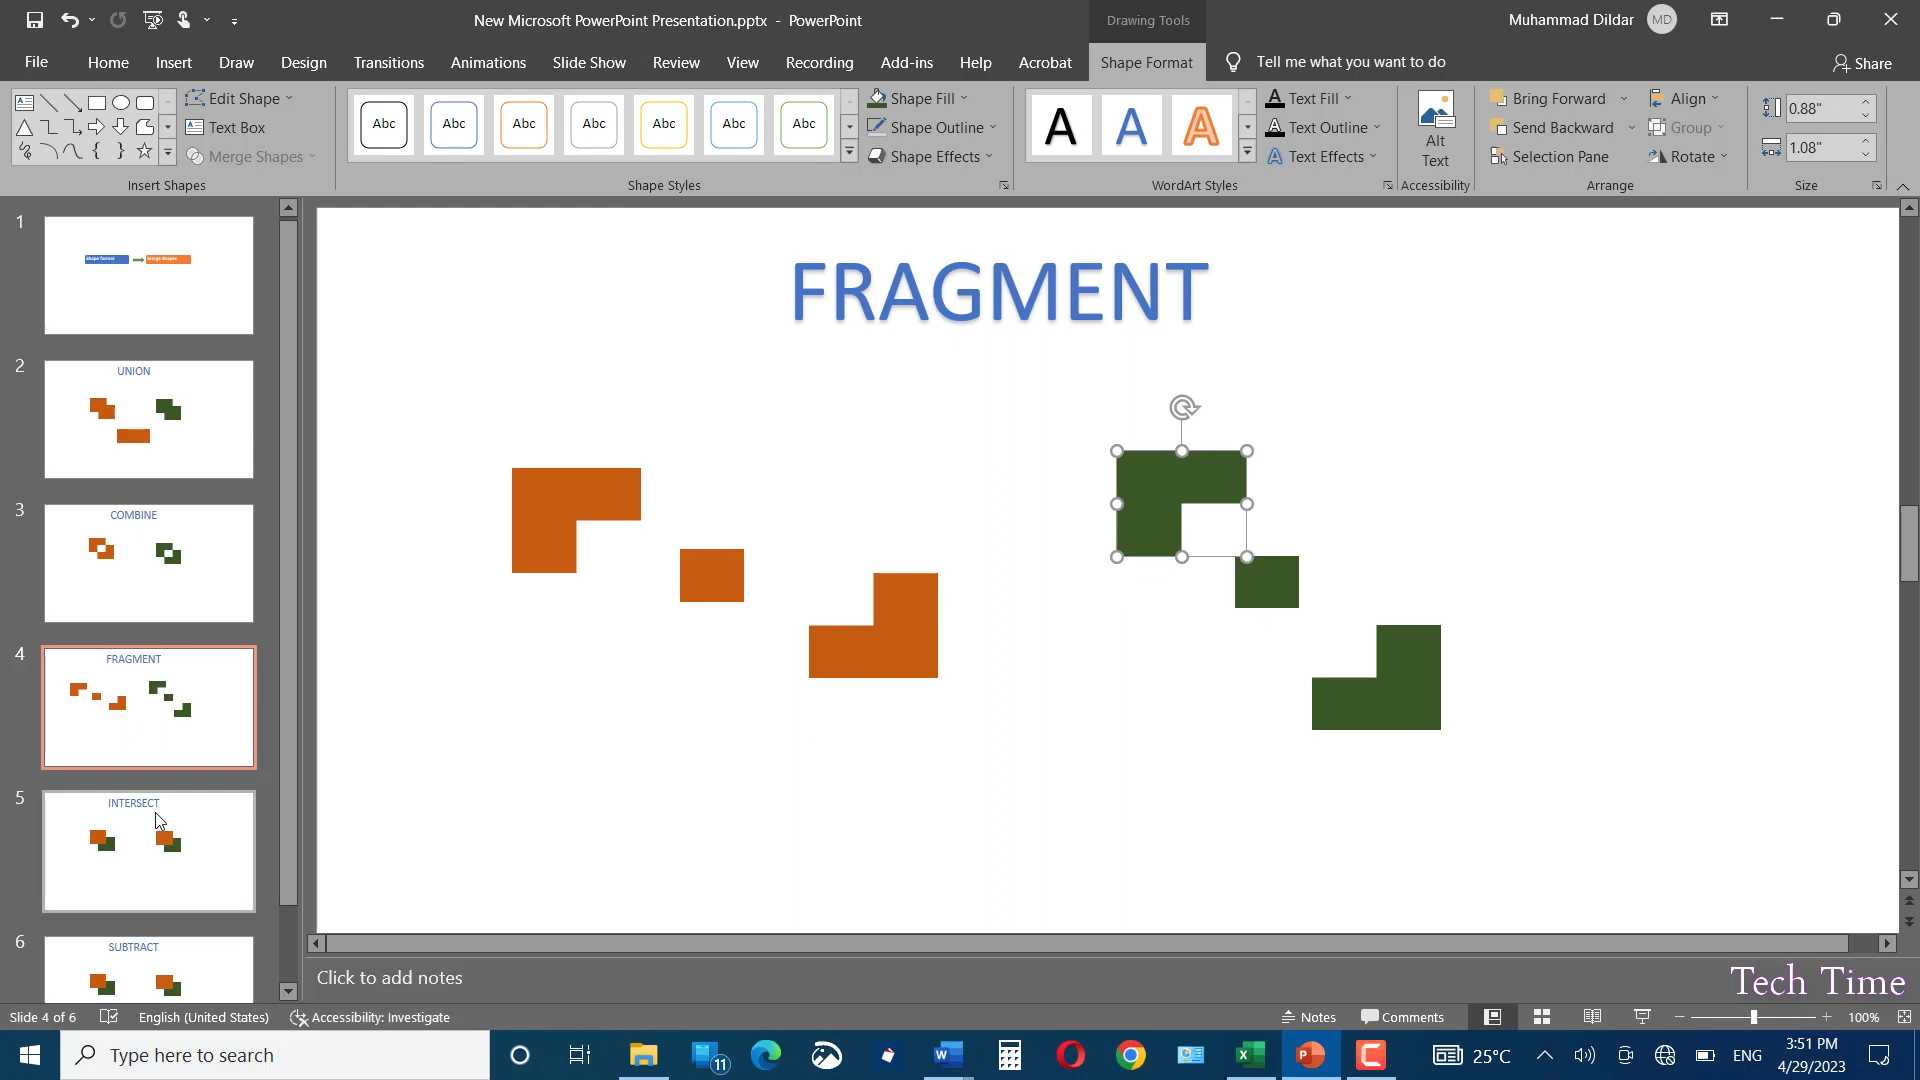 New Microsoft PowerPoint Presentation.pptx - PowerPoint
Drawing Tools
Muhammad Dildar
MD
File
Home
Insert
Draw
Design
Transitions
Animations
Slide Show
Review
View
Recording
Add-ins
Help
Acrobat
Shape Format
Tell me what you want to do
Share
Edit Shape
Text Box
Merge Shapes
Insert Shapes
Abc
Abc
Abc
Abc
Abc
Abc
Abc
Shape Fill
Shape Outline
Shape Effects
Shape Styles
A
A
A
Text Fill
Text Outline
Text Effects
WordArt Styles
Alt
Text
Accessibility
Bring Forward
Send Backward
Selection Pane
Align
Group
Rotate
Arrange
0.88"
1.08"
Size
1
Shape format
Merge shapes
2
UNION
3
COMBINE
4
FRAGMENT
5
INTERSECT
6
SUBTRACT
FRAGMENT
Click to add notes
Tech Time
Slide 4 of 6
English (United States)
Accessibility: Investigate
Notes
Comments
100%
Type here to search
11
25°C
ENG
3:51 PM
4/29/2023